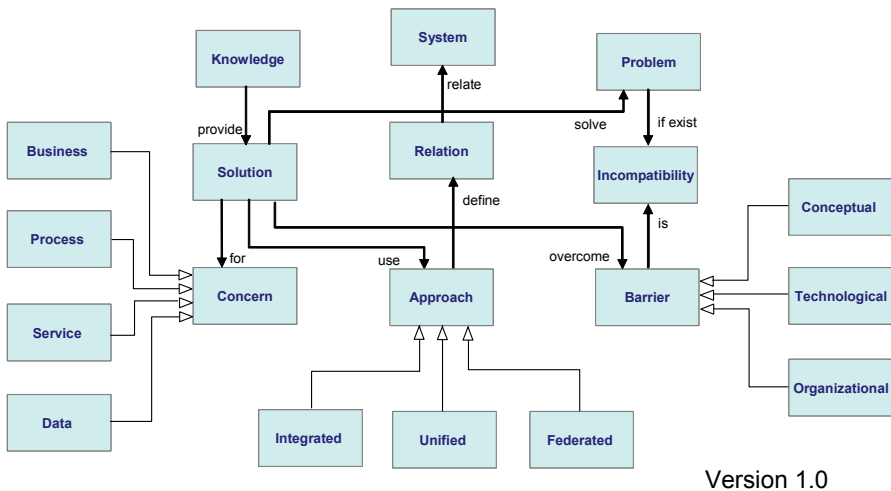 System
Knowledge
Problem
relate
provide
solve
if exist
Business
Solution
Relation
Incompatibility
define
is
Conceptual
Process
for
use
overcome
Concern
Approach
Barrier
Technological
Service
Organizational
Data
Integrated
Unified
Federated
Version 1.0